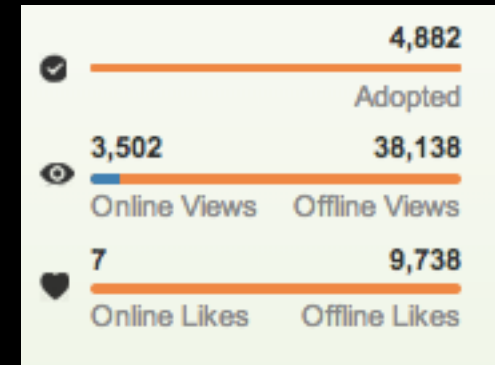 4,882
Adopted
3,502 38,138
Online Views Offline Views
7 9,738
Online Likes Offline Likes